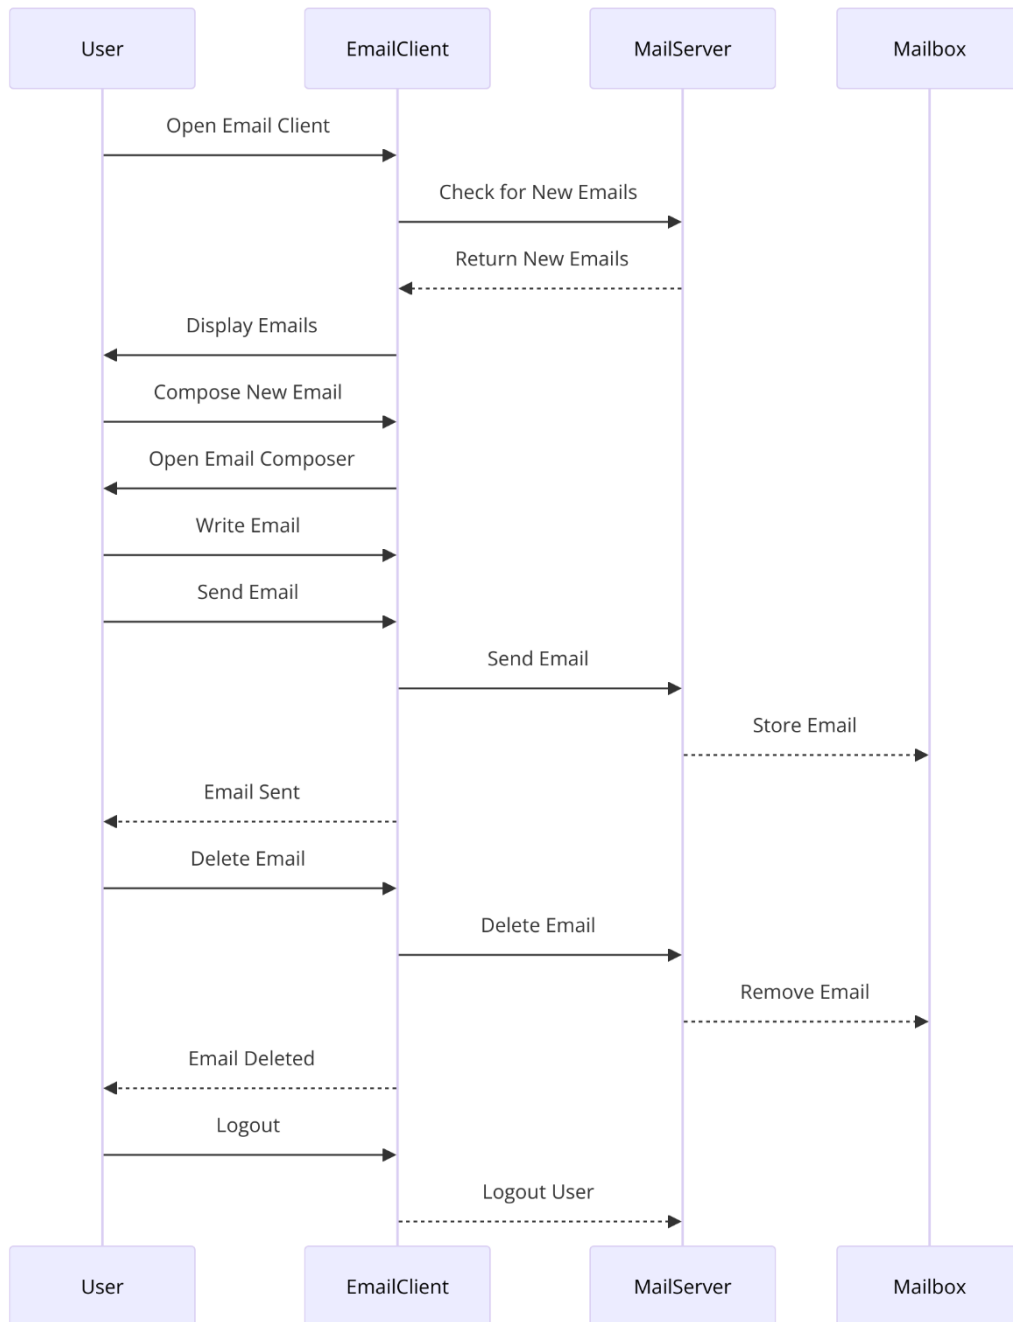 User EmailClient MailServer Mailbox
Open Email Client
Check for New Emails
Return New Emails
Display Emails
Compose New Email
Open Email Composer
Write Email
Send Email
Send Email
Store Email
Email Sent
Delete Email
Delete Email
Remove Email
Email Deleted
Logout
Logout User
User EmailClient MailServer Mailbox